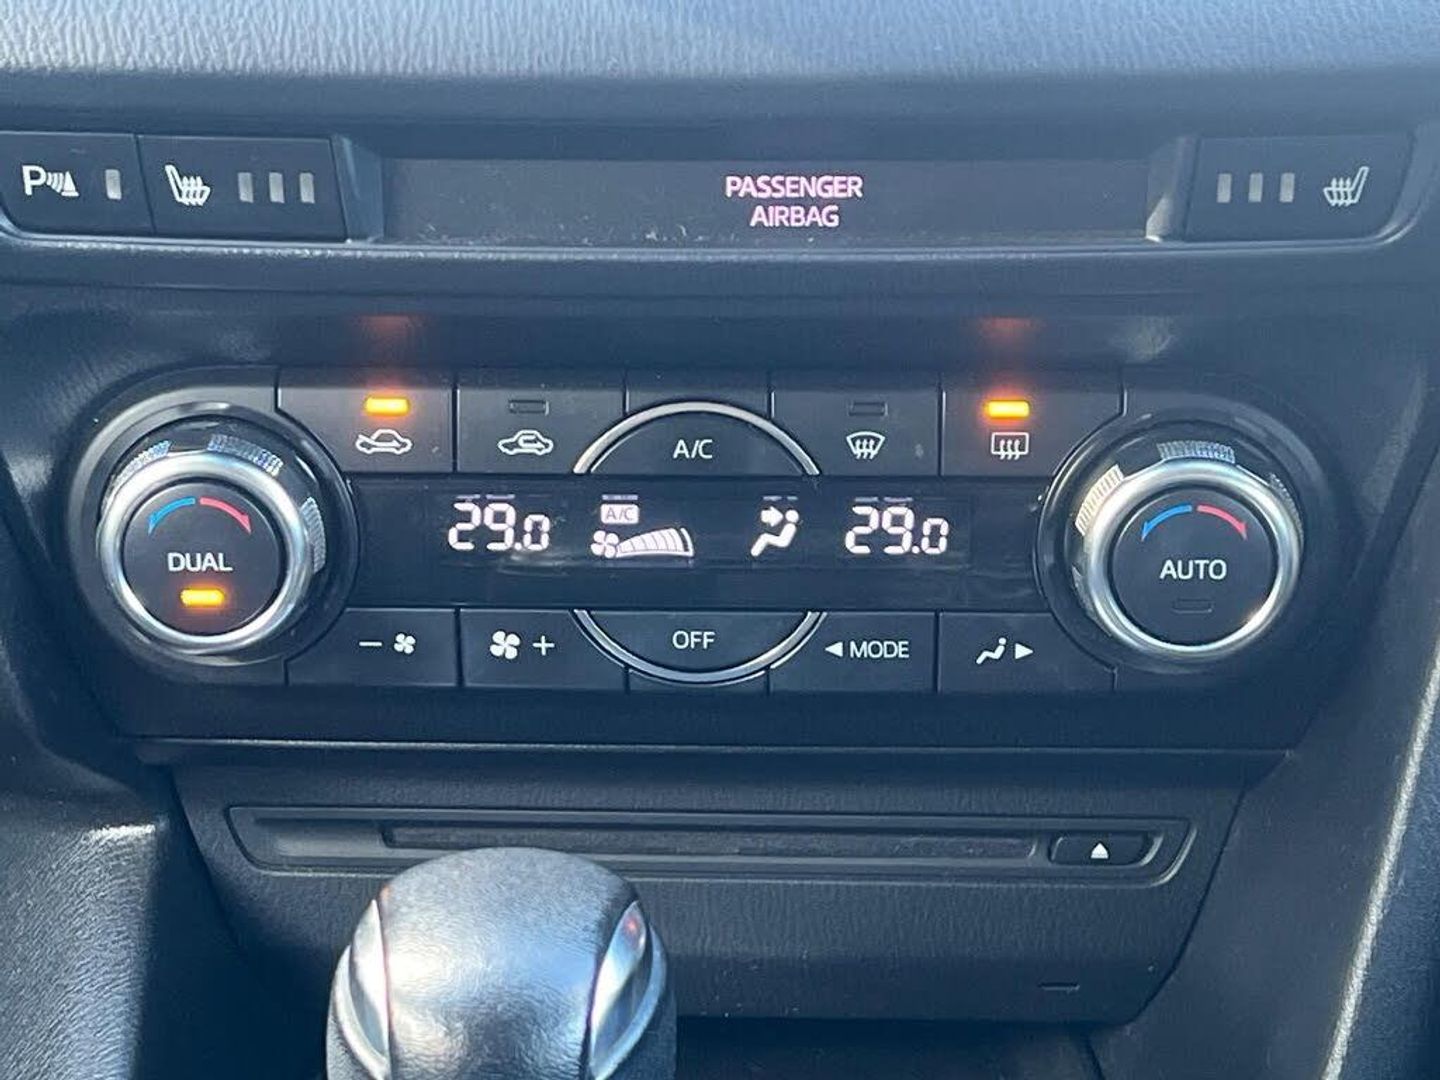 P
PASSENGER
AIRBAG
A/C
29.0
A/C
29.0
DUAL
AUTO
−
+
OFF
MODE